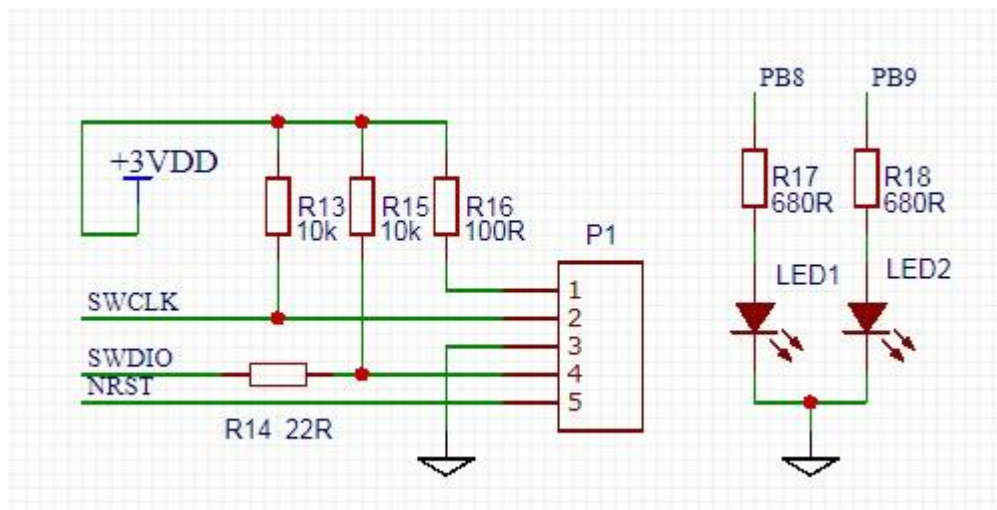 PB8
PB9
+3VDD
R13
10k
R15
10k
R16
100R
R17
680R
R18
680R
P1
LED1
LED2
SWCLK
SWDIO
NRST
1
2
3
4
5
R14 22R